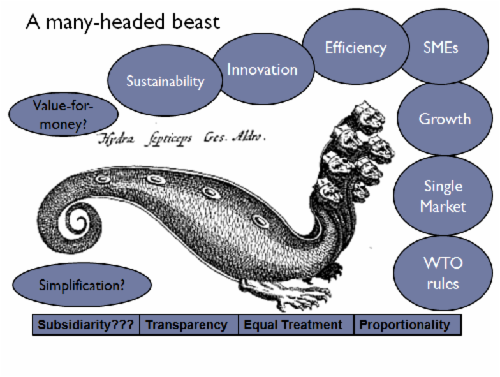 A many-headed beast
Efficiency
SMEs
Innovation
Sustainability
Value-for-
money?
Growth
Hydra septiceps Ges. Aldro.
Single
Market
WTO
rules
Simplification?
Subsidiarity??? Transparency Equal Treatment Proportionality